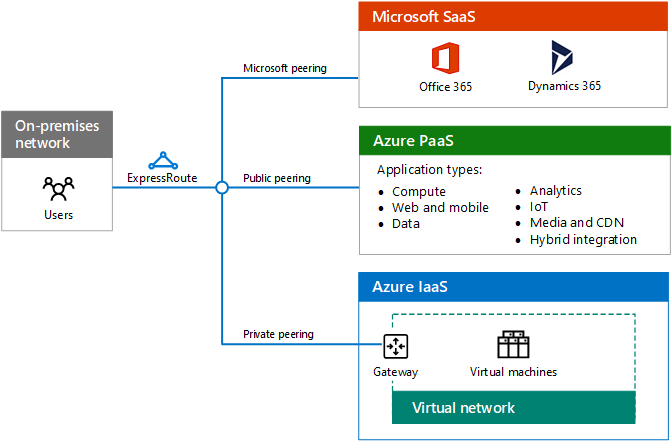 Microsoft SaaS
Office 365
Dynamics 365
Microsoft peering
On-premises
network
Users
ExpressRoute
Public peering
Azure PaaS
Application types:
• Compute
• Web and mobile
• Data
• Analytics
• IoT
• Media and CDN
• Hybrid integration
Private peering
Azure IaaS
Gateway
Virtual machines
Virtual network